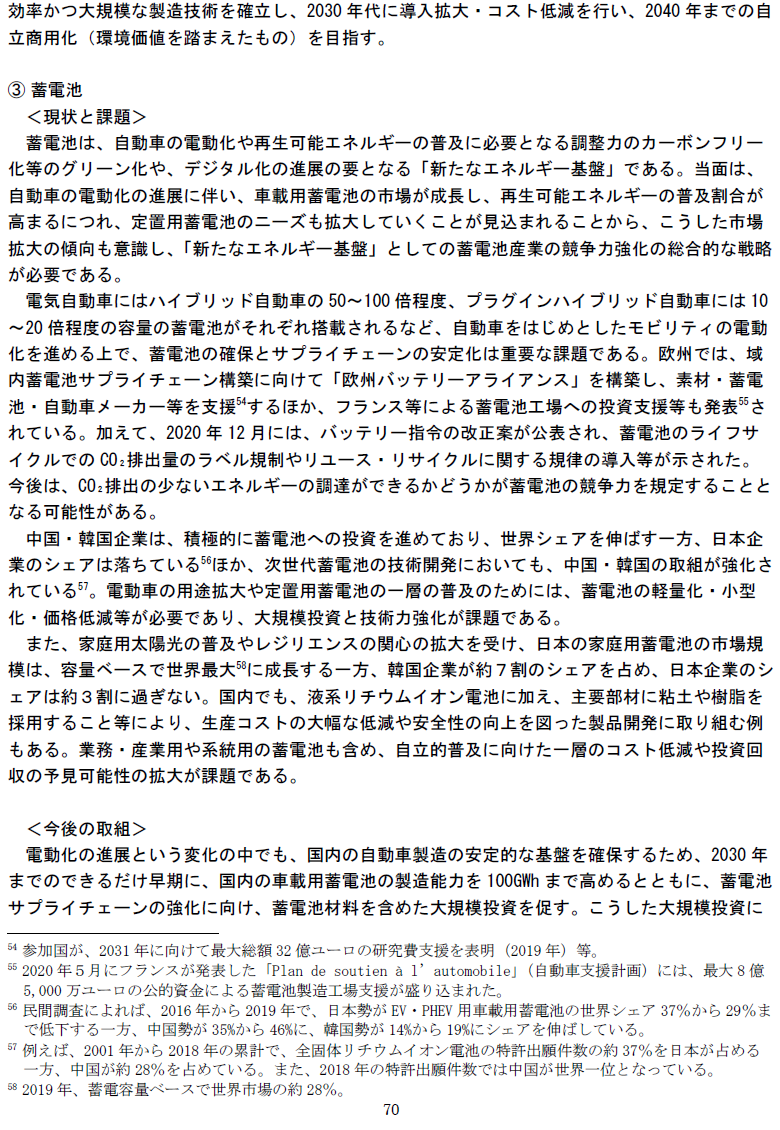 効率かつ大規模な製造技術を確立し、2030 年代に導入拡大・コスト低減を行い、2040 年までの自
立商用化（環境価値を踏まえたもの）を目指す。
③ 蓄電池
＜現状と課題＞
蓄電池は、自動車の電動化や再生可能エネルギーの普及に必要となる調整力のカーボンフリー
化等のグリーン化や、デジタル化の進展の要となる「新たなエネルギー基盤」である。当面は、
自動車の電動化の進展に伴い、車載用蓄電池の市場が成長し、再生可能エネルギーの普及割合が
高まるにつれ、定置用蓄電池のニーズも拡大していくことが見込まれることから、こうした市場
拡大の傾向も意識し、「新たなエネルギー基盤」としての蓄電池産業の競争力強化の総合的な戦略
が必要である。
電気自動車にはハイブリッド自動車の 50～100 倍程度、プラグインハイブリッド自動車には 10
～20 倍程度の容量の蓄電池がそれぞれ搭載されるなど、自動車をはじめとしたモビリティの電動
化を進める上で、蓄電池の確保とサプライチェーンの安定化は重要な課題である。欧州では、域
内蓄電池サプライチェーン構築に向けて「欧州バッテリーアライアンス」を構築し、素材・蓄電
池・自動車メーカー等を支援54するほか、フランス等による蓄電池工場への投資支援等も発表55さ
れている。加えて、2020 年 12 月には、バッテリー指令の改正案が公表され、蓄電池のライフサ
イクルでの CO₂排出量のラベル規制やリユース・リサイクルに関する規律の導入等が示された。
今後は、CO₂排出の少ないエネルギーの調達ができるかどうかが蓄電池の競争力を規定することと
なる可能性がある。
中国・韓国企業は、積極的に蓄電池への投資を進めており、世界シェアを伸ばす一方、日本企
業のシェアは落ちている56ほか、次世代蓄電池の技術開発においても、中国・韓国の取組が強化さ
れている57。電動車の用途拡大や定置用蓄電池の一層の普及のためには、蓄電池の軽量化・小型
化・価格低減等が必要であり、大規模投資と技術力強化が課題である。
また、家庭用太陽光の普及やレジリエンスの関心の拡大を受け、日本の家庭用蓄電池の市場規
模は、容量ベースで世界最大58に成長する一方、韓国企業が約７割のシェアを占め、日本企業のシ
ェアは約３割に過ぎない。国内でも、液系リチウムイオン電池に加え、主要部材に粘土や樹脂を
採用すること等により、生産コストの大幅な低減や安全性の向上を図った製品開発に取り組む例
もある。業務・産業用や系統用の蓄電池も含め、自立的普及に向けた一層のコスト低減や投資回
収の予見可能性の拡大が課題である。
＜今後の取組＞
電動化の進展という変化の中でも、国内の自動車製造の安定的な基盤を確保するため、2030 年
までのできるだけ早期に、国内の車載用蓄電池の製造能力を 100GWh まで高めるとともに、蓄電池
サプライチェーンの強化に向け、蓄電池材料を含めた大規模投資を促す。こうした大規模投資に
54 参加国が、2031 年に向けて最大総額 32 億ユーロの研究費支援を表明（2019 年）等。
55 2020 年５月にフランスが発表した「Plan de soutien à l’automobile」（自動車支援計画）には、最大８億
5,000 万ユーロの公的資金による蓄電池製造工場支援が盛り込まれた。
56 民間調査によれば、2016 年から 2019 年で、日本勢が EV・PHEV 用車載用蓄電池の世界シェア 37％から 29％ま
で低下する一方、中国勢が 35%から 46%に、韓国勢が 14%から 19%にシェアを伸ばしている。
57 例えば、2001 年から 2018 年の累計で、全固体リチウムイオン電池の特許出願件数の約 37％を日本が占める
一方、中国が約 28％を占めている。また、2018 年の特許出願件数では中国が世界一位となっている。
58 2019 年、蓄電容量ベースで世界市場の約 28％。
70